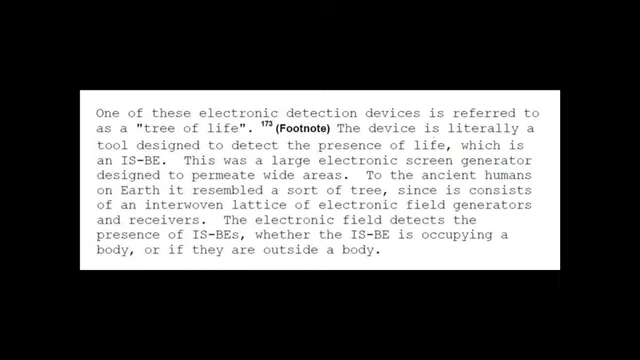 One of these electronic detection devices is referred to
as a "tree of life". 173 (Footnote) The device is literally a
tool designed to detect the presence of life, which is
an IS-BE. This was a large electronic screen generator
designed to permeate wide areas. To the ancient humans
on Earth it resembled a sort of tree, since is consists
of an interwoven lattice of electronic field generators
and receivers. The electronic field detects the
presence of IS-BEs, whether the IS-BE is occupying a
body, or if they are outside a body.